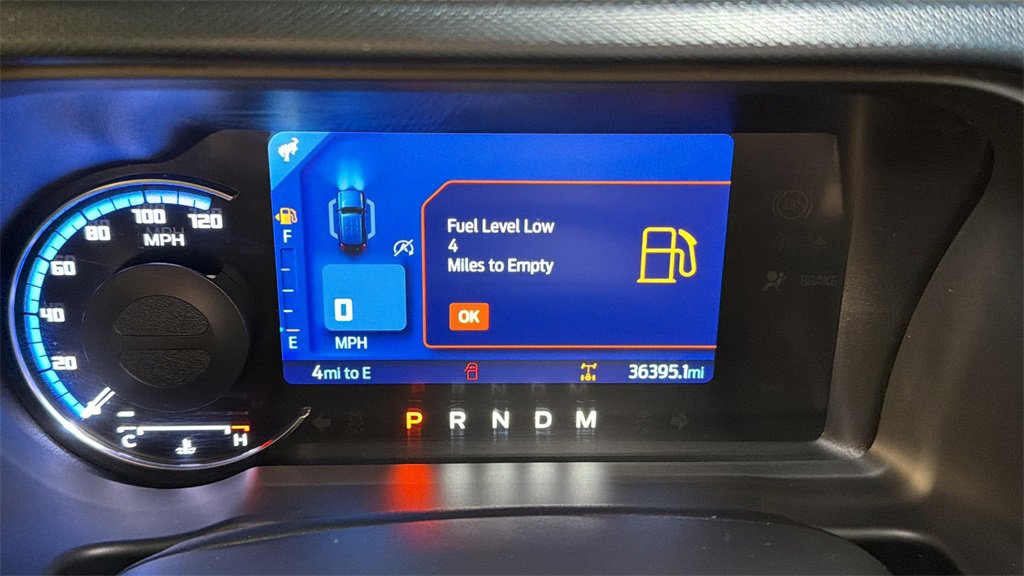 120
100
80
MPH
60
40
20
C
H
F
E
0
MPH
Fuel Level Low
4
Miles to Empty
OK
4mi to E
36395.1mi
P R N D M
BRAKE